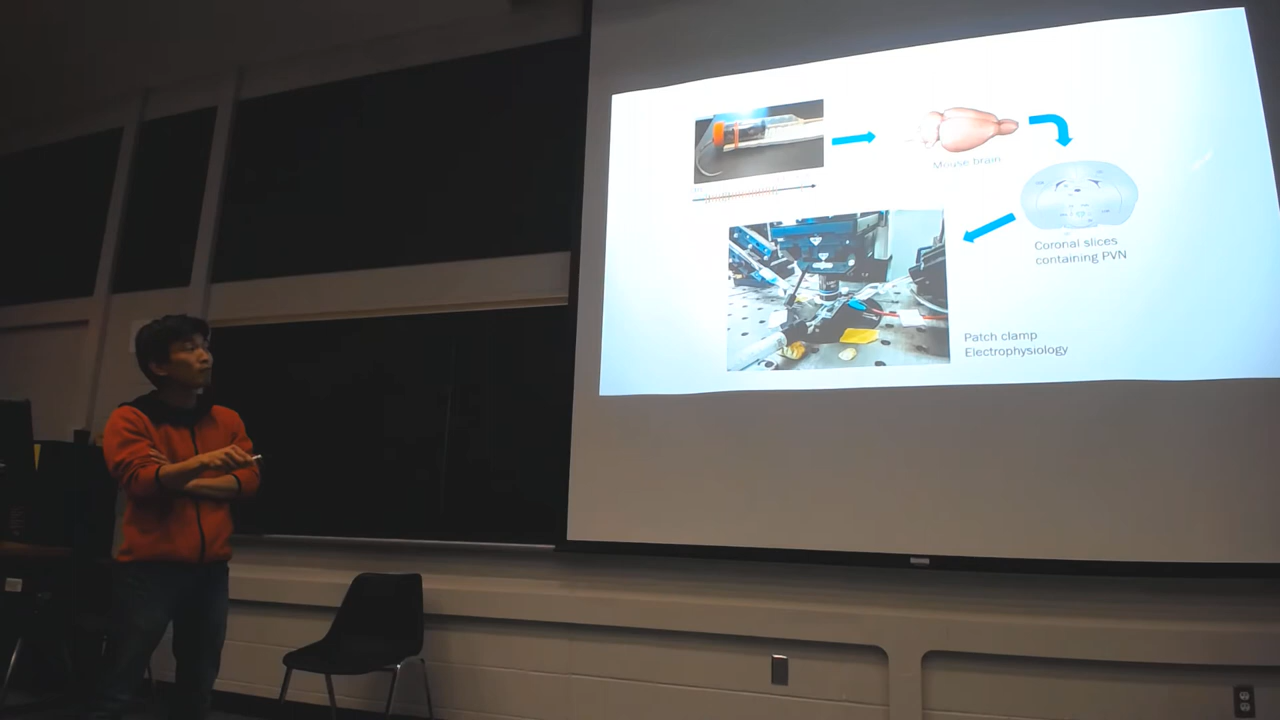 Mouse brain
Coronal slices
containing PVN
Patch clamp
Electrophysiology